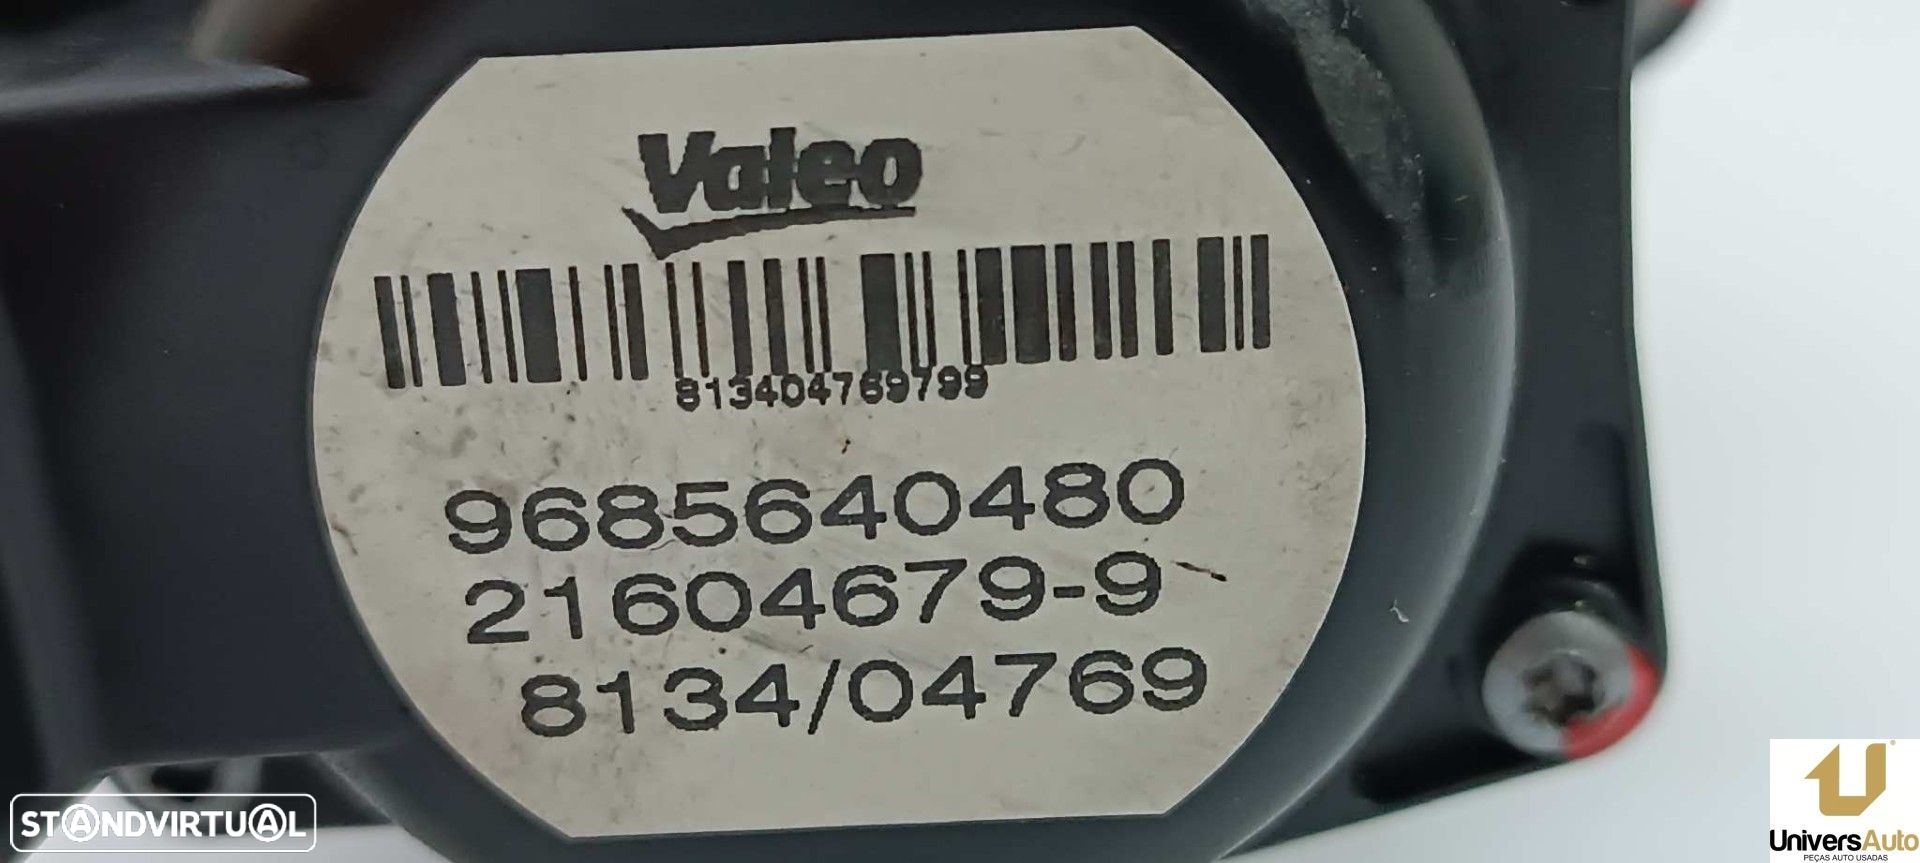 Valeo
813404769799
9685640480
21604679-9
8134/04769
STANDVIRTUAL
UniversAuto
PEÇAS AUTO USADAS